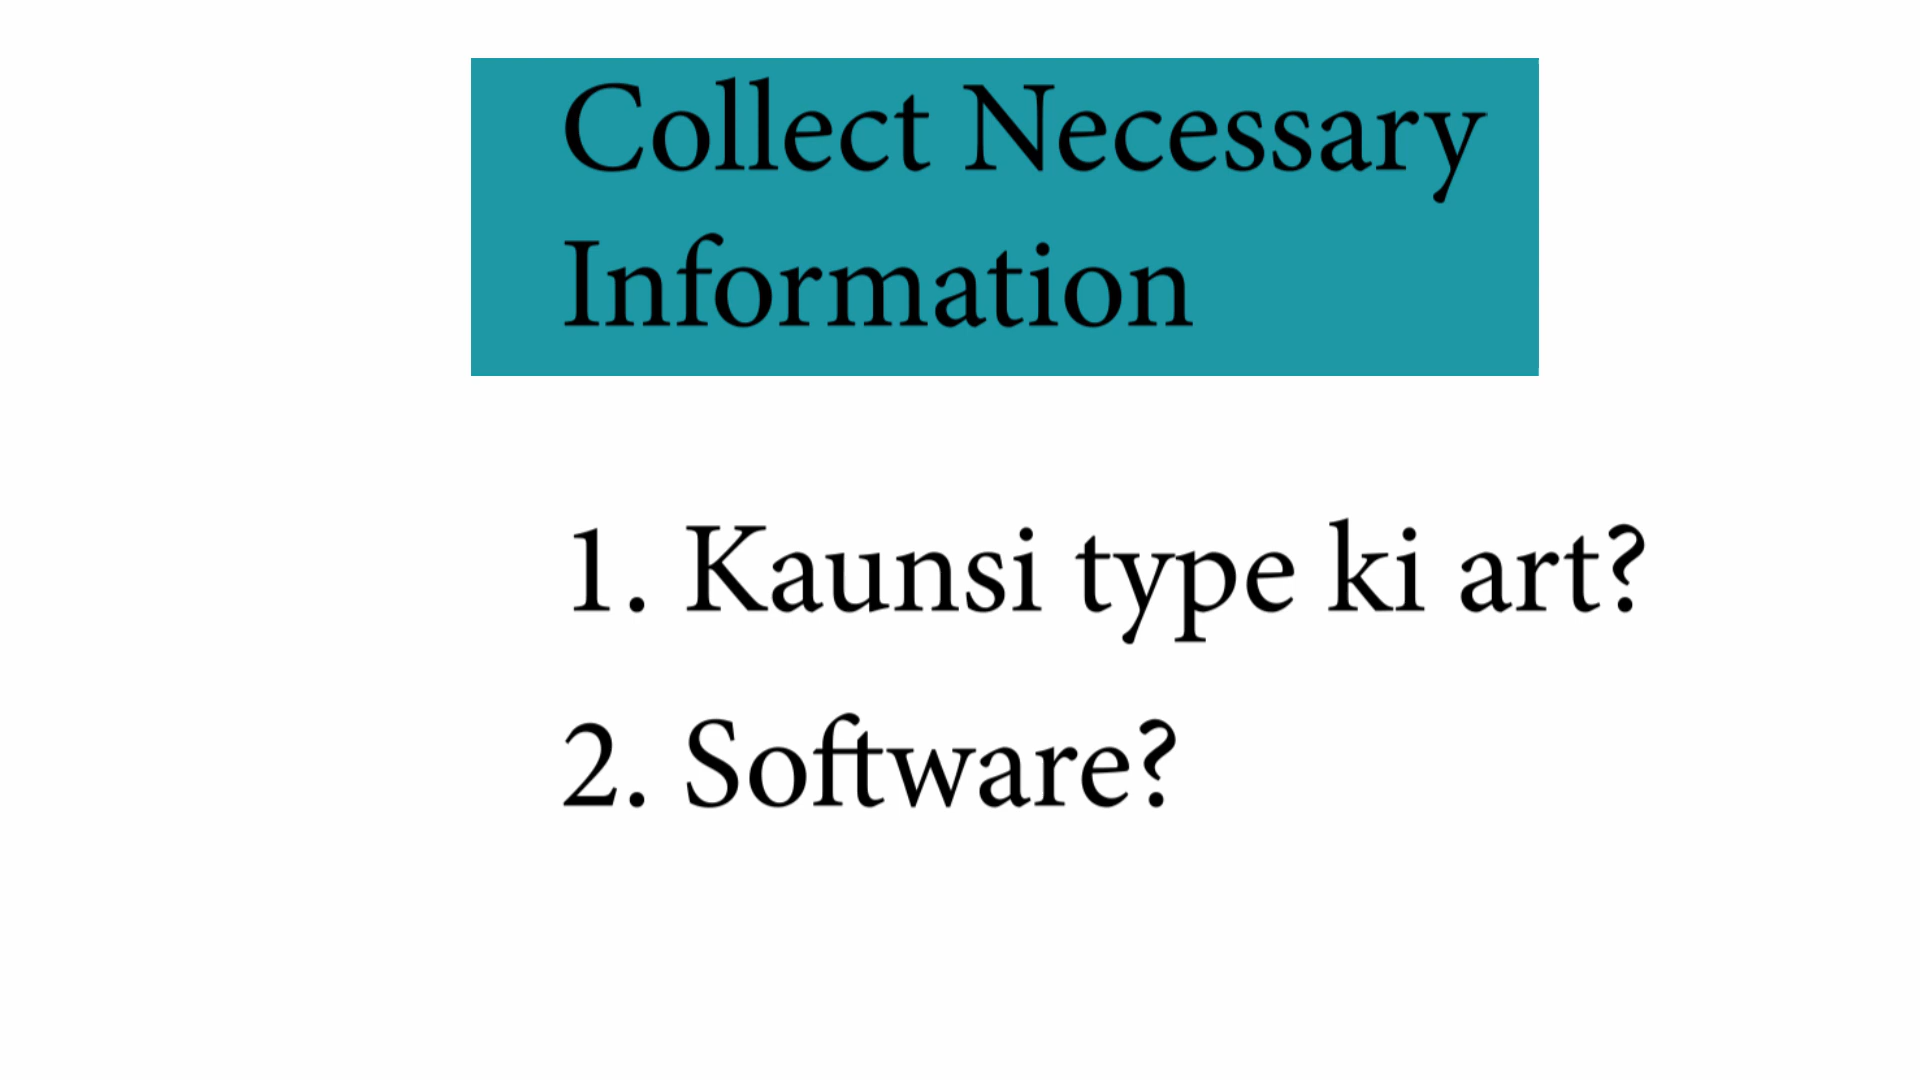 Collect Necessary
Information
1. Kaunsi type ki art?
2. Software?